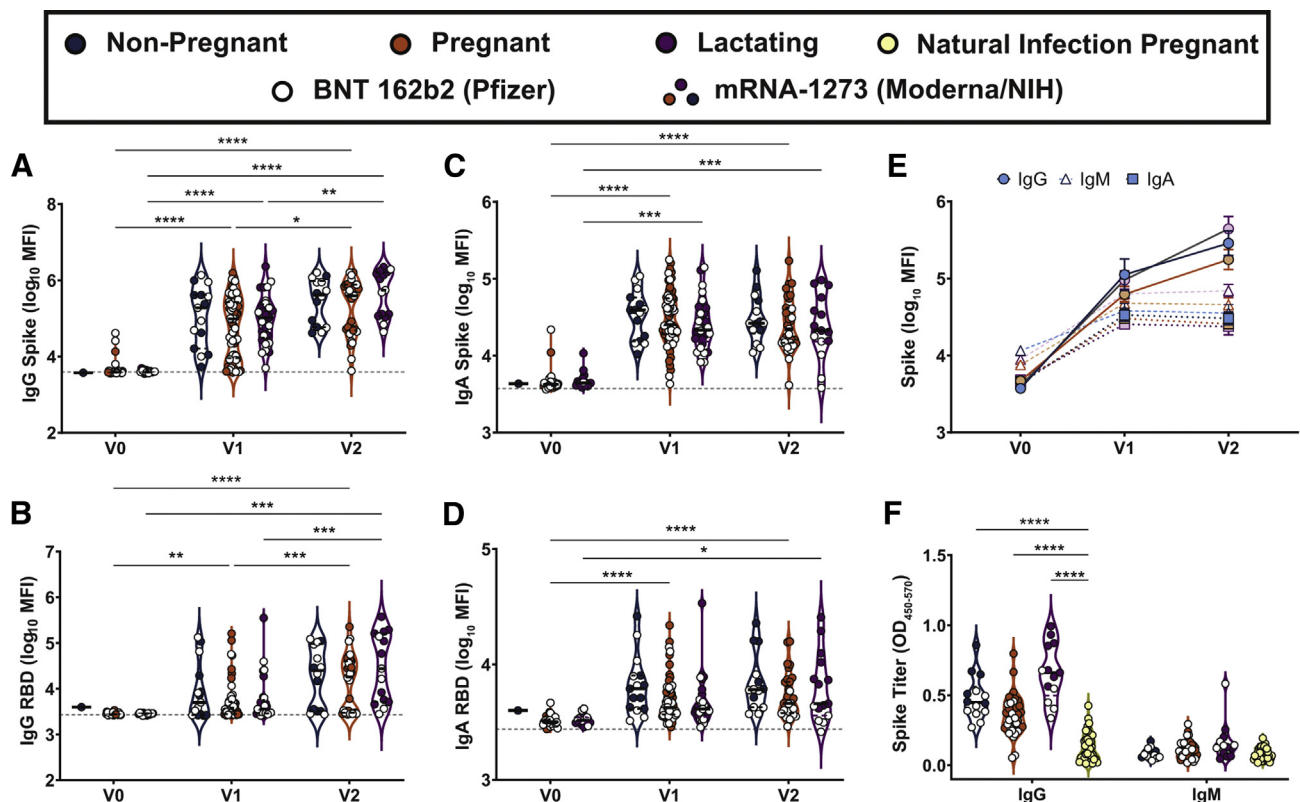 Non-Pregnant Pregnant Lactating Natural Infection Pregnant
BNT 162b2 (Pfizer) mRNA-1273 (Moderna/NIH)
A
****
****
**** **
**** *
IgG Spike (log10 MFI)
8
6
4
2
V0 V1 V2
C
****
***
****
***
IgA Spike (log10 MFI)
6
5
4
3
V0 V1 V2
E
IgG IgM IgA
Spike (log10 MFI)
6
5
4
3
V0 V1 V2
B
****
***
***
** ***
IgG RBD (log10 MFI)
7
6
5
4
3
2
V0 V1 V2
D
****
*
****
IgA RBD (log10 MFI)
5
4
3
V0 V1 V2
F
****
****
****
Spike Titer (OD450-570)
1.5
1.0
0.5
0.0
IgG IgM